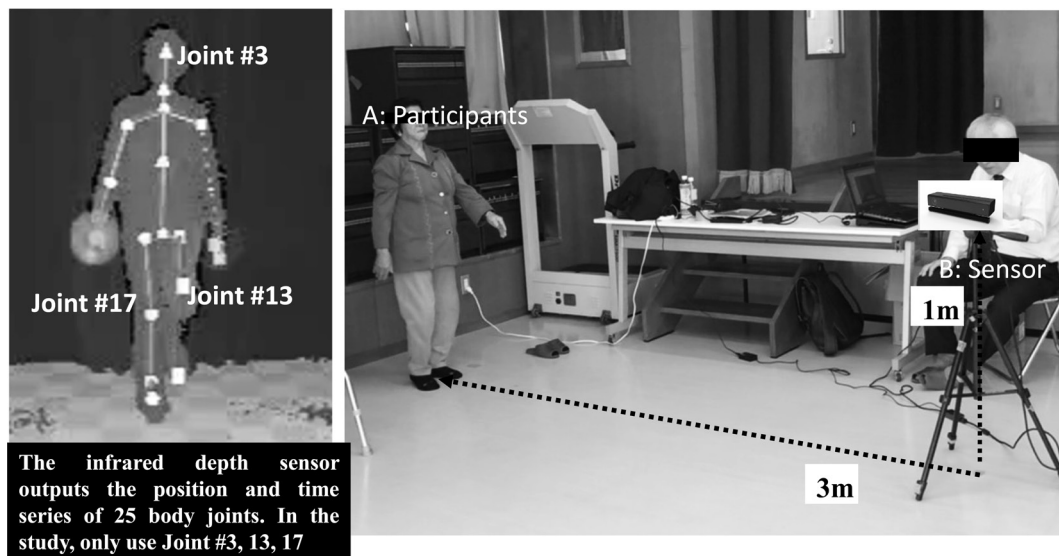 Joint #3
Joint #17
Joint #13
The infrared depth sensor
outputs the position and time
series of 25 body joints. In the
study, only use Joint #3, 13, 17
A: Participants
B: Sensor
1m
3m